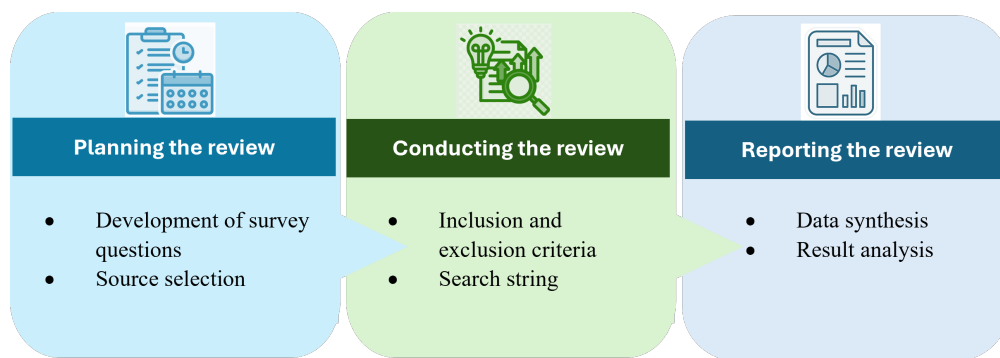 Planning the review
• Development of survey
questions
• Source selection
Conducting the review
• Inclusion and
exclusion criteria
• Search string
Reporting the review
• Data synthesis
• Result analysis